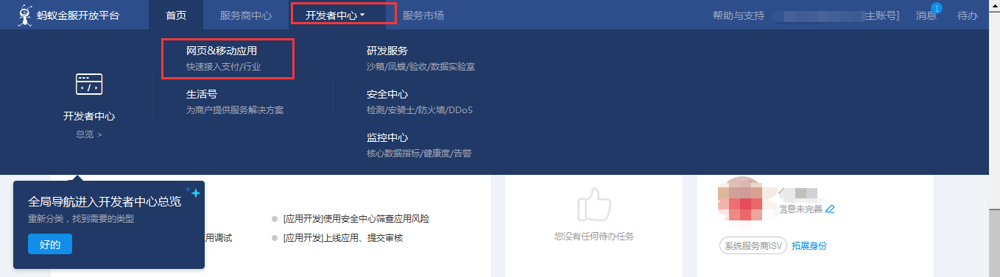 蚂蚁金服开放平台 首页 服务商中心 开发者中心 服务市场 帮助与支持 主账号] 消息 1 待办
网页&移动应用
快速接入支付/行业
生活号
为商户提供服务解决方案
研发服务
沙箱/凤蝶/验收/数据实验室
安全中心
检测/安骑士/防火墙/DDoS
监控中心
核心数据指标/健康度/告警
</>
开发者中心
总览 >
全局导航进入开发者中心总览
重新分类，找到需要的类型
好的
用调试
[应用开发]使用安全中心筛查应用风险
[应用开发]上线应用、提交审核
您没有任何待办任务
信息未完善
系统服务商ISV 拓展身份